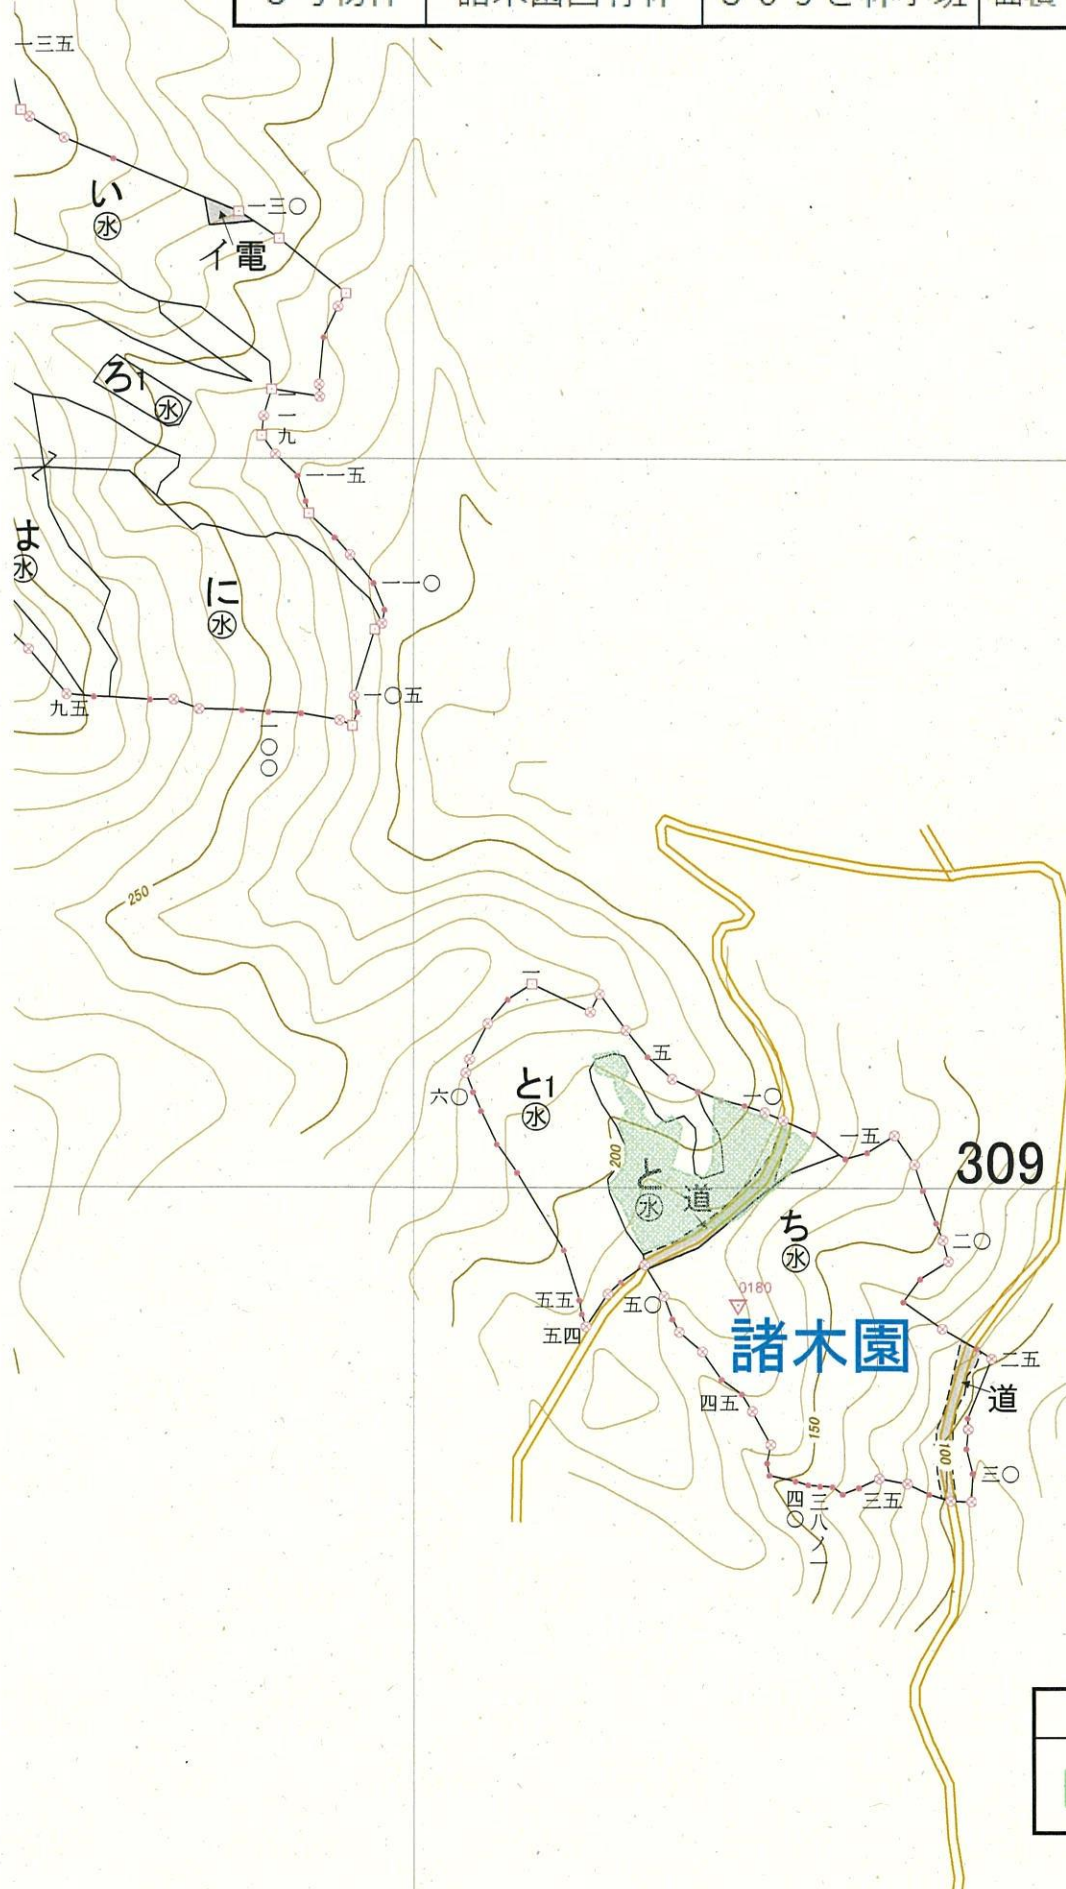 一三五
い
水
一三〇
イ電
ろ1
水
一一九
一一五
は
水
に
水
一一〇
一〇五
九五
一〇〇
250
一
五
と1
水
六〇
一〇
一五
309
200
と
水
道
ち
水
二〇
五五
五〇
五四
0180
諸木園
二五
四五
道
150
100
三〇
三五
四〇
三八ノ一